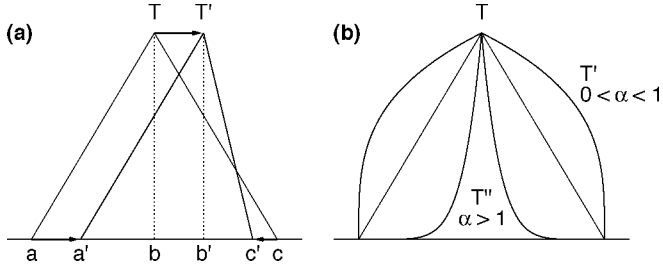 (a)
T T′
a a′ b b′ c′ c
(b)
T
T′
0 < α < 1
T″
α > 1